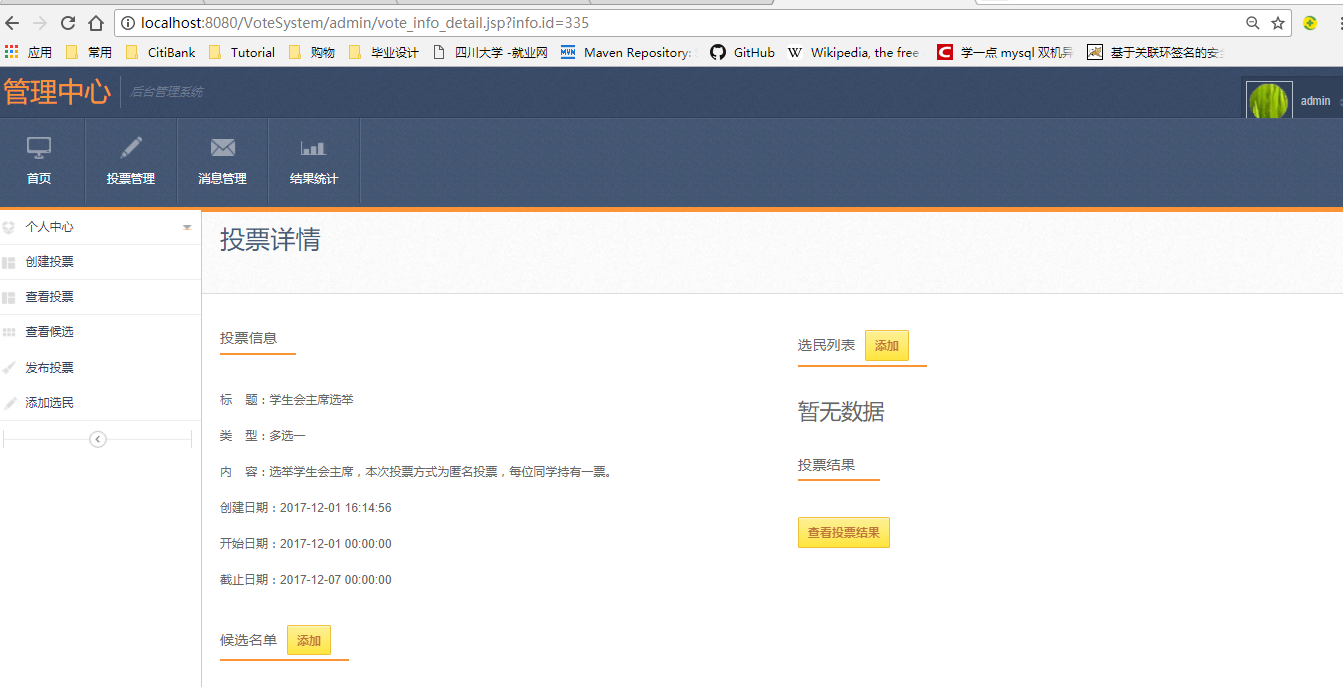 localhost:8080/VoteSystem/admin/vote_info_detail.jsp?info.id=335
应用 常用 CitiBank Tutorial 购物 毕业设计 四川大学 -就业网 Maven Repository: GitHub Wikipedia, the free 学一点 mysql 双机异 基于关联环签名的安
管理中心 后台管理系统 admin
首页 投票管理 消息管理 结果统计
个人中心
创建投票
查看投票
查看候选
发布投票
添加选民
投票详情
投票信息
标 题：学生会主席选举
类 型：多选一
内 容：选举学生会主席，本次投票方式为匿名投票，每位同学持有一票。
创建日期：2017-12-01 16:14:56
开始日期：2017-12-01 00:00:00
截止日期：2017-12-07 00:00:00
候选名单 添加
选民列表 添加
暂无数据
投票结果
查看投票结果